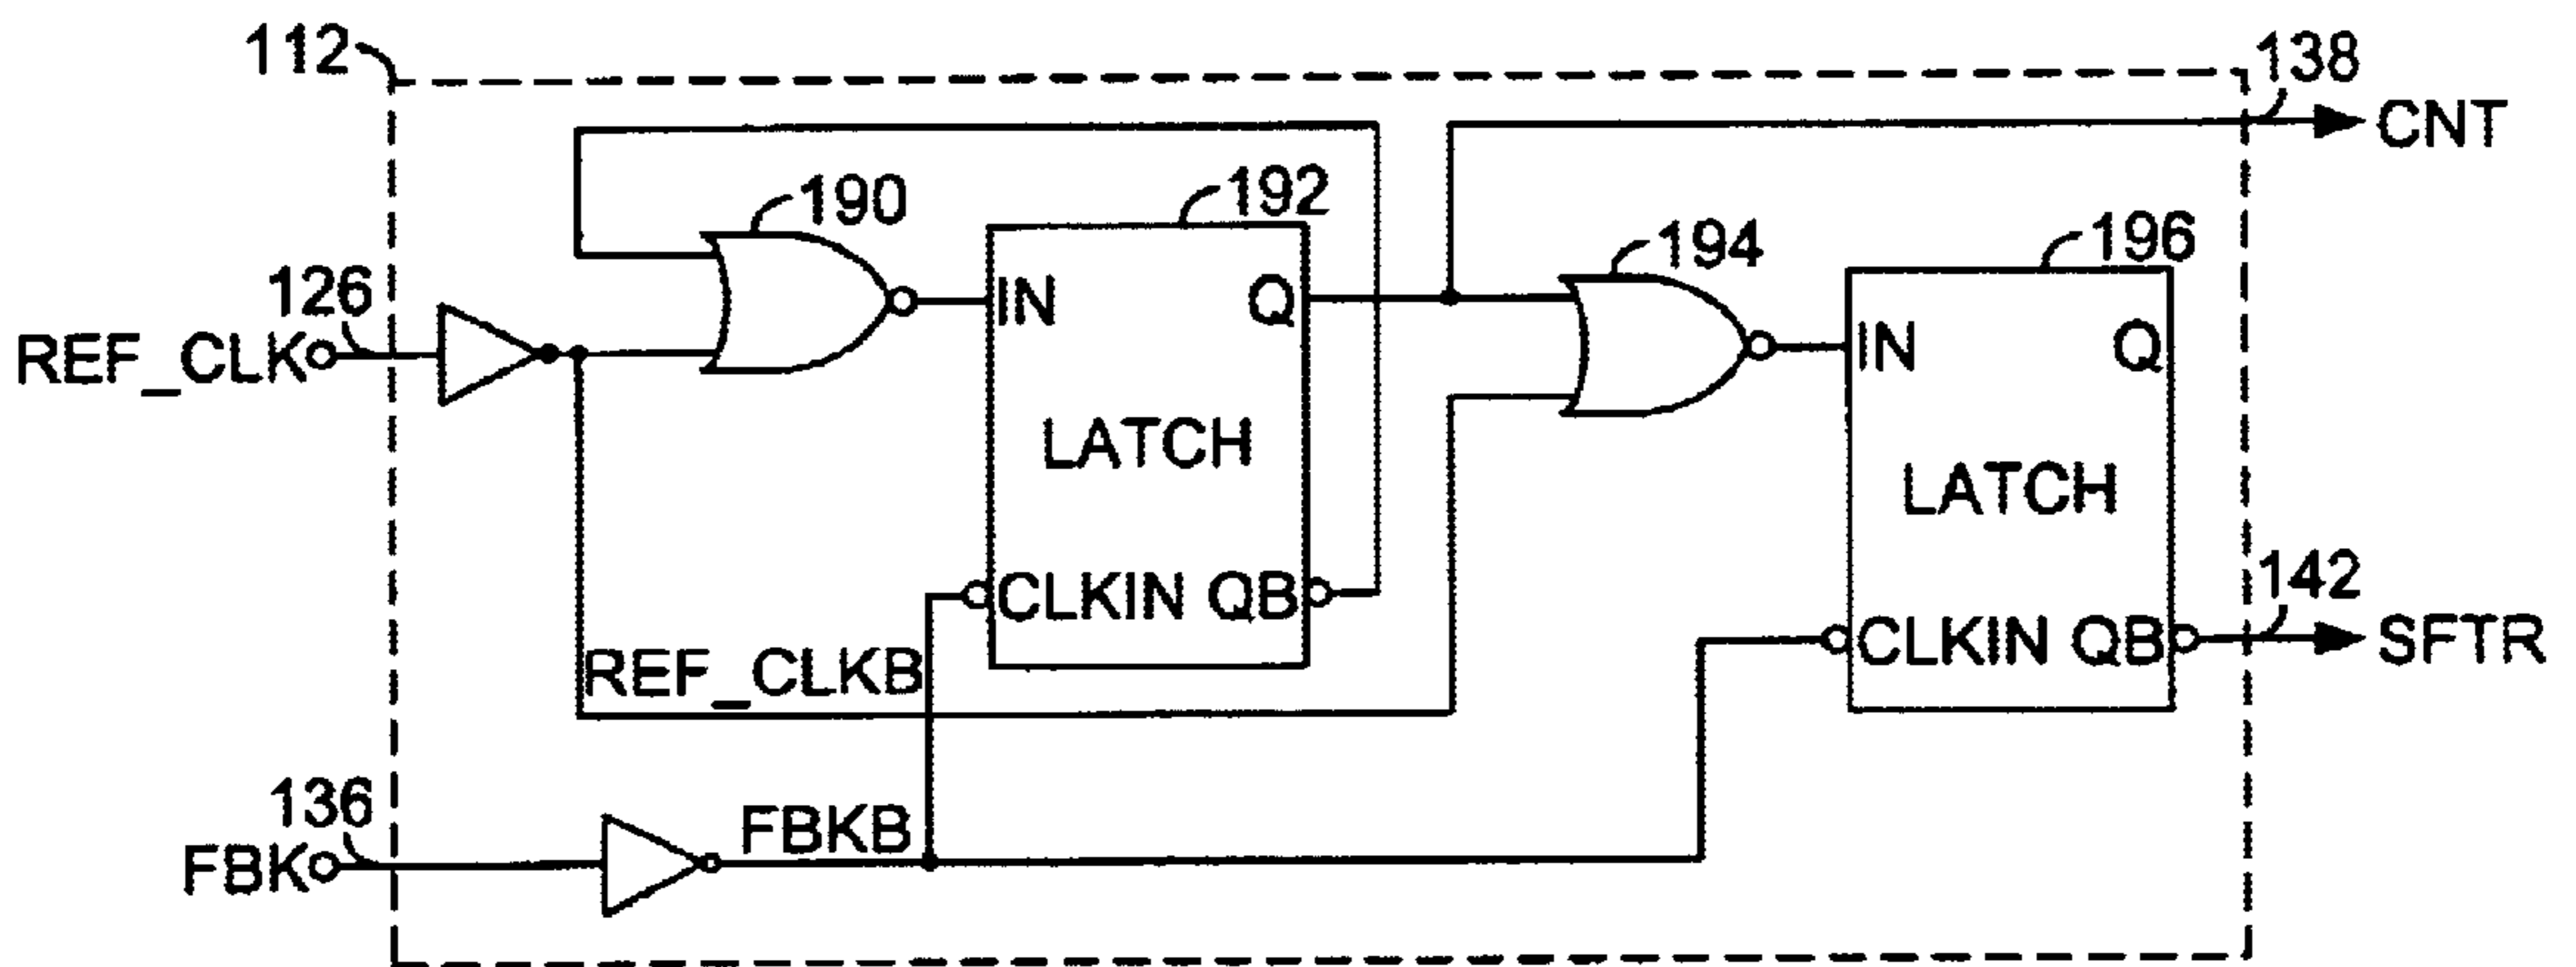 112
138
CNT
190
192
194
196
126
REF_CLK
IN
Q
IN
Q
LATCH
LATCH
CLKIN
QB
142
CLKIN
QB
SFTR
REF_CLKB
136
FBK
FBKB